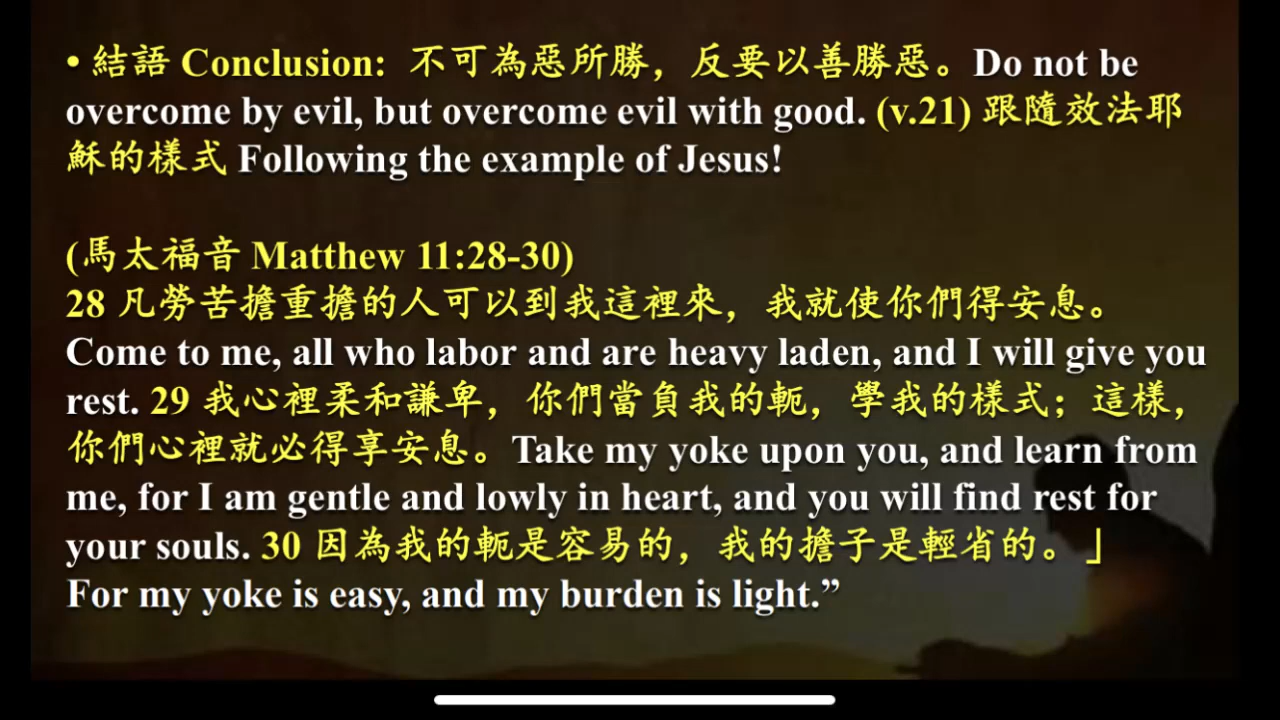 • 結語 Conclusion: 不可為惡所勝，反要以善勝惡。Do not be
overcome by evil, but overcome evil with good. (v.21) 跟隨效法耶
穌的樣式 Following the example of Jesus!
(馬太福音 Matthew 11:28-30)
28 凡勞苦擔重擔的人可以到我這裡來，我就使你們得安息。
Come to me, all who labor and are heavy laden, and I will give you
rest. 29 我心裡柔和謙卑，你們當負我的軛，學我的樣式；這樣，
你們心裡就必得享安息。Take my yoke upon you, and learn from
me, for I am gentle and lowly in heart, and you will find rest for
your souls. 30 因為我的軛是容易的，我的擔子是輕省的。」
For my yoke is easy, and my burden is light.”